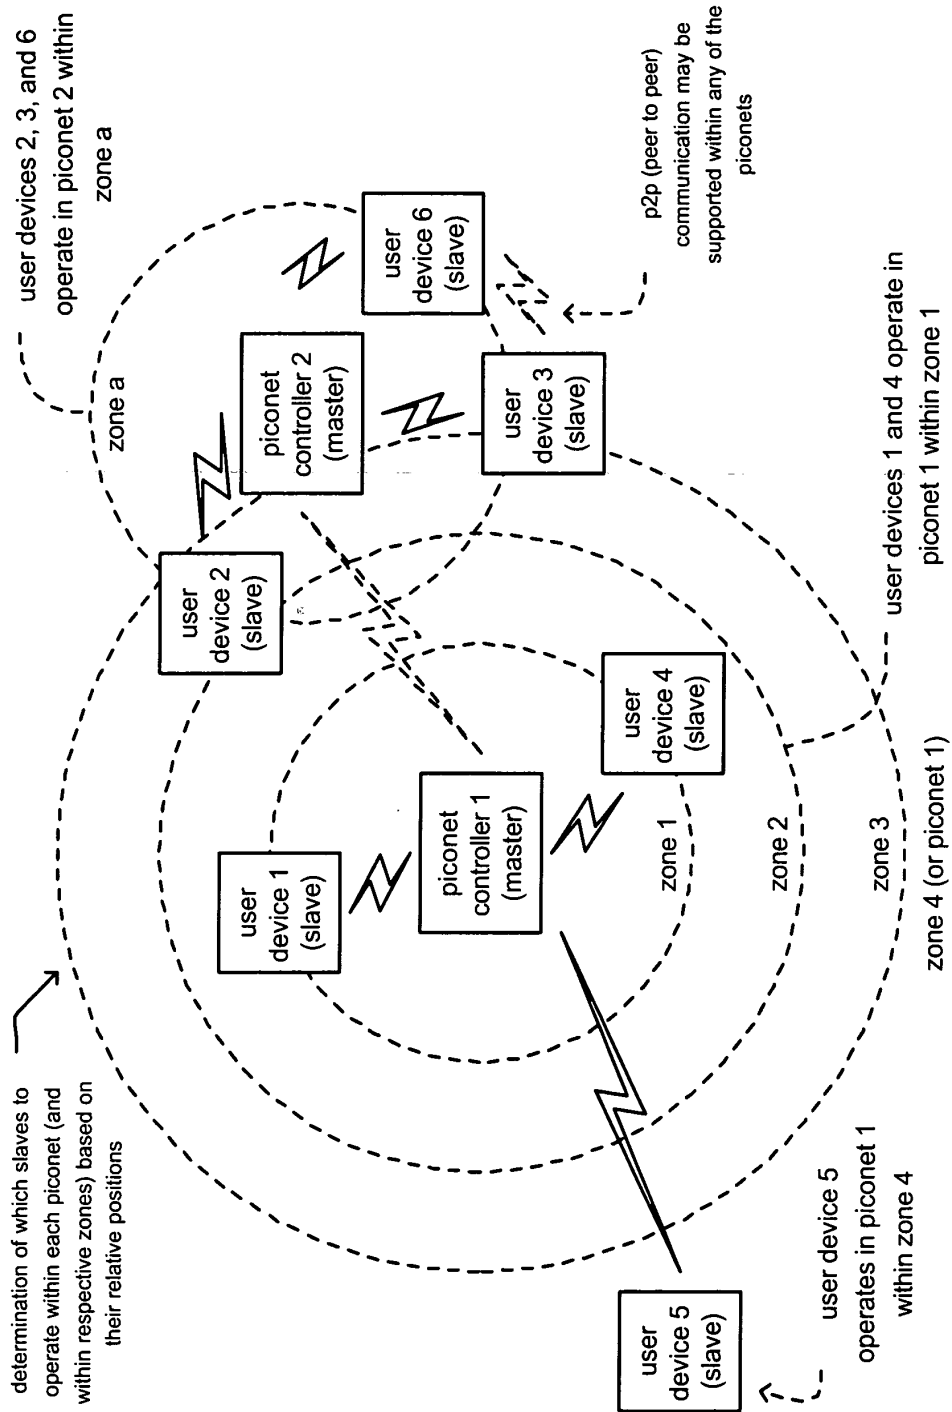 determination of which slaves to
operate within each piconet (and
within respective zones) based on
their relative positions
user devices 2, 3, and 6
operate in piconet 2 within
zone a
zone a
user
device 2
(slave)
piconet
controller 2
(master)
user
device 6
(slave)
user
device 1
(slave)
piconet
controller 1
(master)
user
device 4
(slave)
user
device 3
(slave)
p2p (peer to peer)
communication may be
supported within any of the
piconets
user
device 5
(slave)
zone 1
zone 2
zone 3
zone 4 (or piconet 1)
user device 5
operates in piconet 1
within zone 4
user devices 1 and 4 operate in
piconet 1 within zone 1